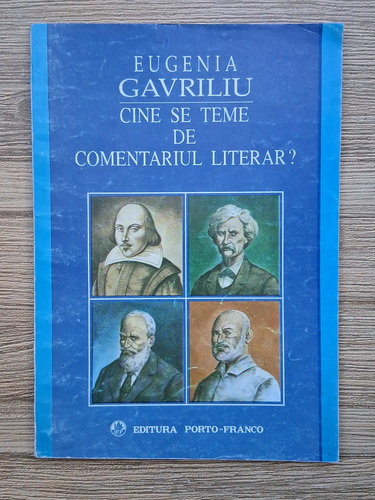 EUGENIA
GAVRILIU
CINE SE TEME
DE
COMENTARIUL LITERAR?
EDITURA PORTO-FRANCO